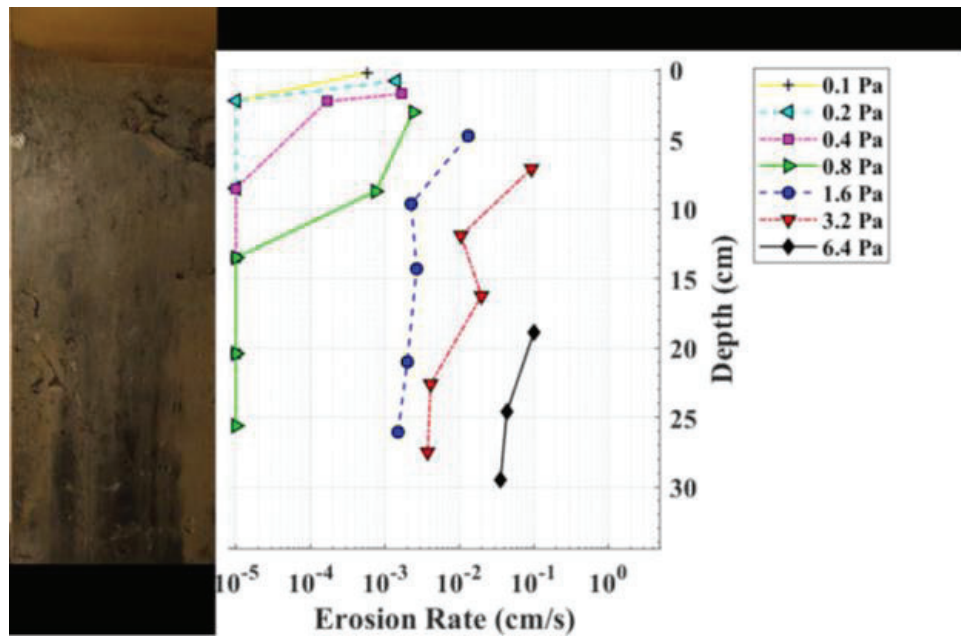 0
5
10
15
20
25
30
Depth (cm)
10^-5 10^-4 10^-3 10^-2 10^-1 10^0
Erosion Rate (cm/s)
0.1 Pa
0.2 Pa
0.4 Pa
0.8 Pa
1.6 Pa
3.2 Pa
6.4 Pa